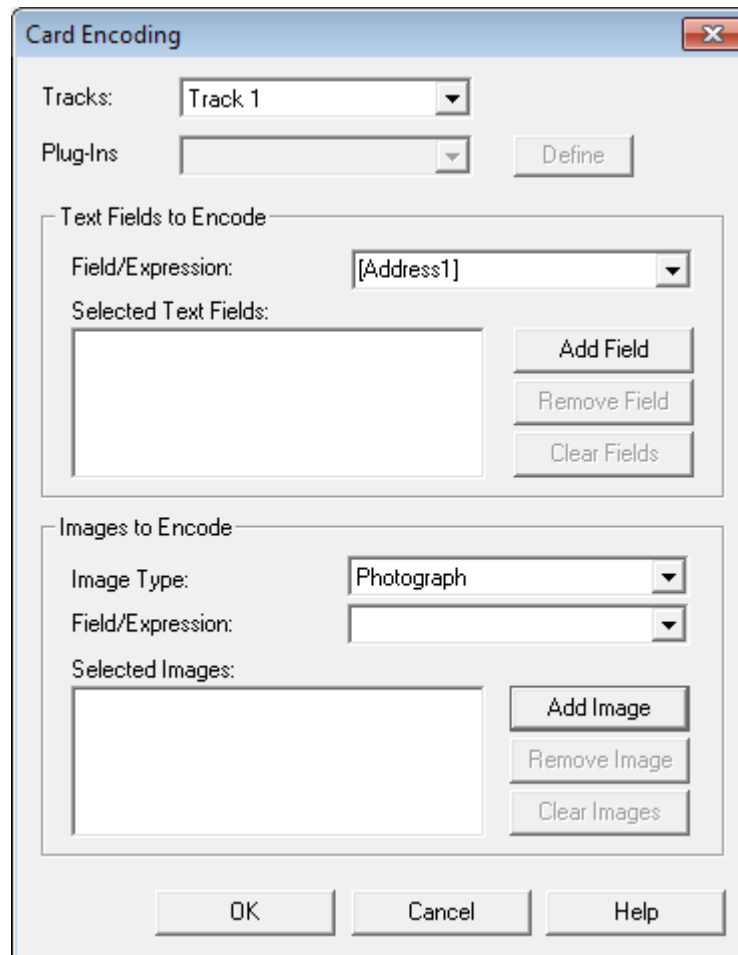 Card Encoding
Tracks: Track 1
Plug-Ins Define
Text Fields to Encode
Field/Expression: [Address1]
Selected Text Fields:
Add Field
Remove Field
Clear Fields
Images to Encode
Image Type: Photograph
Field/Expression:
Selected Images:
Add Image
Remove Image
Clear Images
OK Cancel Help